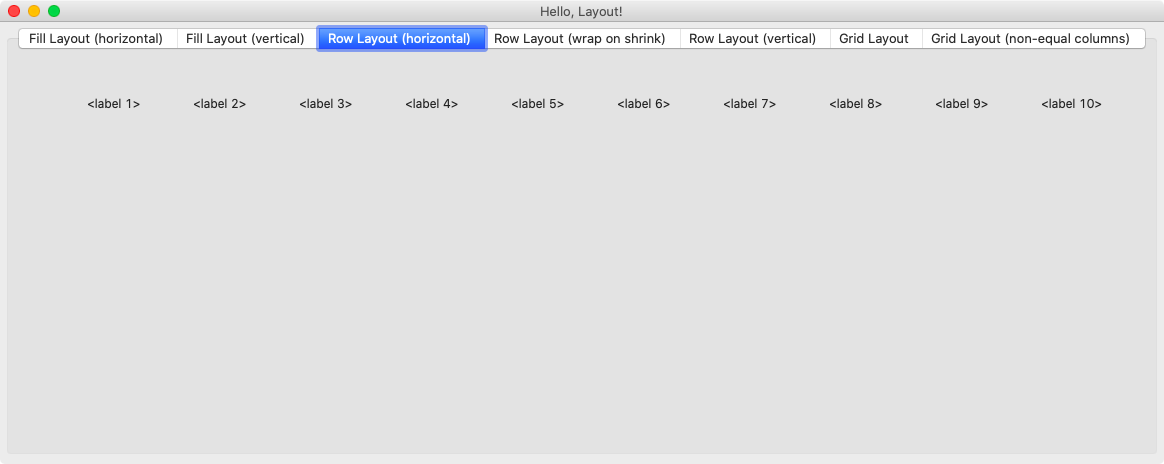 Hello, Layout!
Fill Layout (horizontal) Fill Layout (vertical) Row Layout (horizontal) Row Layout (wrap on shrink) Row Layout (vertical) Grid Layout Grid Layout (non-equal columns)
<label 1> <label 2> <label 3> <label 4> <label 5> <label 6> <label 7> <label 8> <label 9> <label 10>